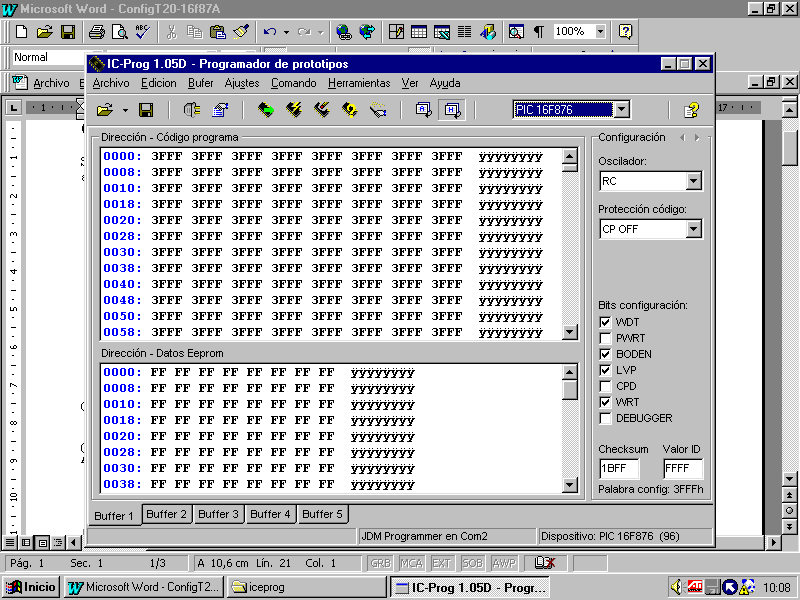 Microsoft Word - ConfigT20-16f87A
ABC
100%
Normal
Archivo E
1
17
IC-Prog 1.05D - Programador de prototipos
Archivo Edicion Bufer Ajustes Comando Herramientas Ver Ayuda
PIC 16F876
Dirección - Código programa
0000: 3FFF 3FFF 3FFF 3FFF 3FFF 3FFF 3FFF 3FFF ÿÿÿÿÿÿÿÿ
0008: 3FFF 3FFF 3FFF 3FFF 3FFF 3FFF 3FFF 3FFF ÿÿÿÿÿÿÿÿ
0010: 3FFF 3FFF 3FFF 3FFF 3FFF 3FFF 3FFF 3FFF ÿÿÿÿÿÿÿÿ
0018: 3FFF 3FFF 3FFF 3FFF 3FFF 3FFF 3FFF 3FFF ÿÿÿÿÿÿÿÿ
0020: 3FFF 3FFF 3FFF 3FFF 3FFF 3FFF 3FFF 3FFF ÿÿÿÿÿÿÿÿ
0028: 3FFF 3FFF 3FFF 3FFF 3FFF 3FFF 3FFF 3FFF ÿÿÿÿÿÿÿÿ
0030: 3FFF 3FFF 3FFF 3FFF 3FFF 3FFF 3FFF 3FFF ÿÿÿÿÿÿÿÿ
0038: 3FFF 3FFF 3FFF 3FFF 3FFF 3FFF 3FFF 3FFF ÿÿÿÿÿÿÿÿ
0040: 3FFF 3FFF 3FFF 3FFF 3FFF 3FFF 3FFF 3FFF ÿÿÿÿÿÿÿÿ
0048: 3FFF 3FFF 3FFF 3FFF 3FFF 3FFF 3FFF 3FFF ÿÿÿÿÿÿÿÿ
0050: 3FFF 3FFF 3FFF 3FFF 3FFF 3FFF 3FFF 3FFF ÿÿÿÿÿÿÿÿ
0058: 3FFF 3FFF 3FFF 3FFF 3FFF 3FFF 3FFF 3FFF ÿÿÿÿÿÿÿÿ
Dirección - Datos Eeprom
0000: FF FF FF FF FF FF FF FF ÿÿÿÿÿÿÿÿ
0008: FF FF FF FF FF FF FF FF ÿÿÿÿÿÿÿÿ
0010: FF FF FF FF FF FF FF FF ÿÿÿÿÿÿÿÿ
0018: FF FF FF FF FF FF FF FF ÿÿÿÿÿÿÿÿ
0020: FF FF FF FF FF FF FF FF ÿÿÿÿÿÿÿÿ
0028: FF FF FF FF FF FF FF FF ÿÿÿÿÿÿÿÿ
0030: FF FF FF FF FF FF FF FF ÿÿÿÿÿÿÿÿ
0038: FF FF FF FF FF FF FF FF ÿÿÿÿÿÿÿÿ
Configuración
Oscilador:
RC
Protección código:
CP OFF
Bits configuración:
WDT
PWRT
BODEN
LVP
CPD
WRT
DEBUGGER
Checksum Valor ID
1BFF FFFF
Palabra config: 3FFFh
Buffer 1 Buffer 2 Buffer 3 Buffer 4 Buffer 5
JDM Programmer en Com2 Dispositivo: PIC 16F876 (96)
Pág. 1 Sec. 1 1/3 A 10,6 cm Lín. 21 Col. 1 GRB MCA EXT SOB AWP
Inicio Microsoft Word - ConfigT2... iceprog IC-Prog 1.05D - Progr... 10:08